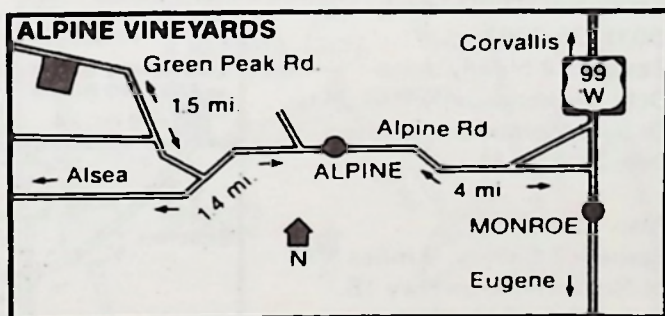 ALPINE VINEYARDS
Green Peak Rd.
1.5 mi.
Alsea
1.4 mi.
ALPINE
Alpine Rd
4 mi
Corvallis
99
W
MONROE
Eugene
N